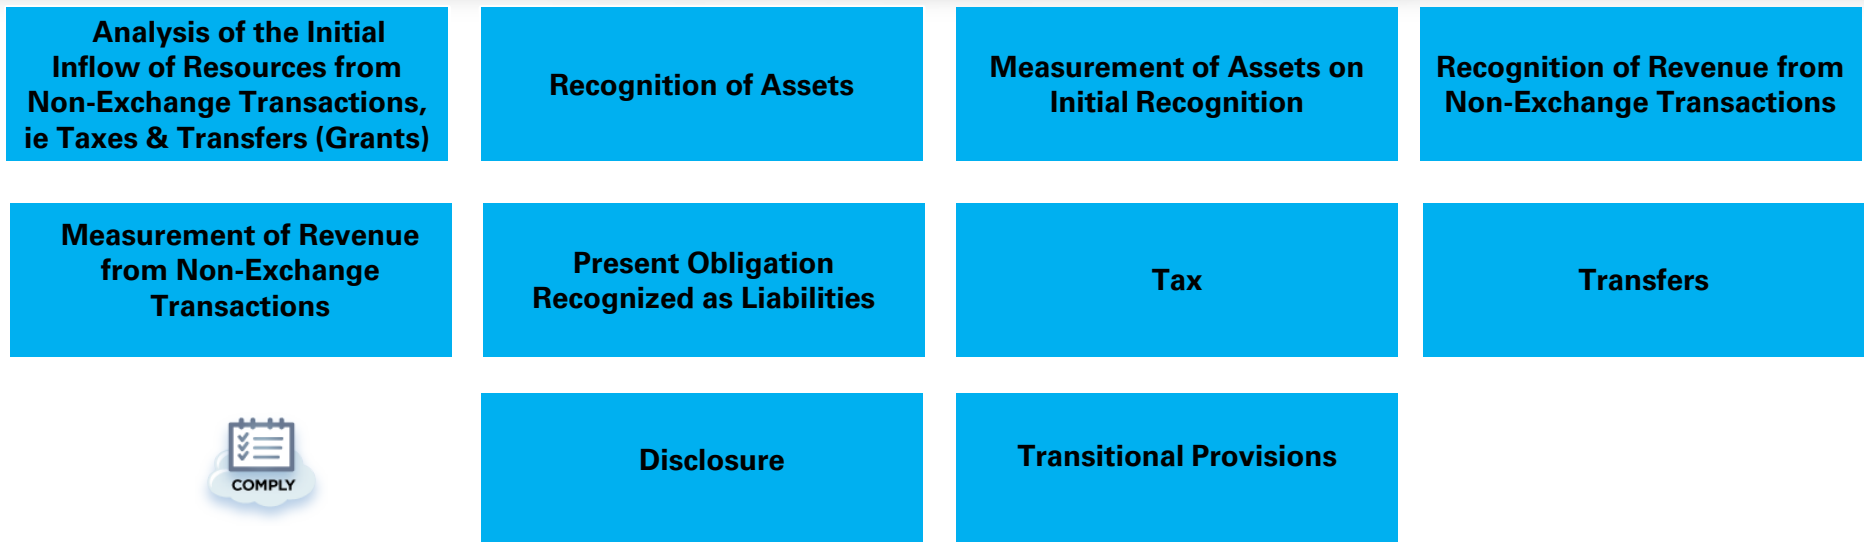 Analysis of the Initial
Inflow of Resources from
Non-Exchange Transactions,
ie Taxes & Transfers (Grants)
Recognition of Assets
Measurement of Assets on
Initial Recognition
Recognition of Revenue from
Non-Exchange Transactions
Measurement of Revenue
from Non-Exchange
Transactions
Present Obligation
Recognized as Liabilities
Tax
Transfers
COMPLY
Disclosure
Transitional Provisions